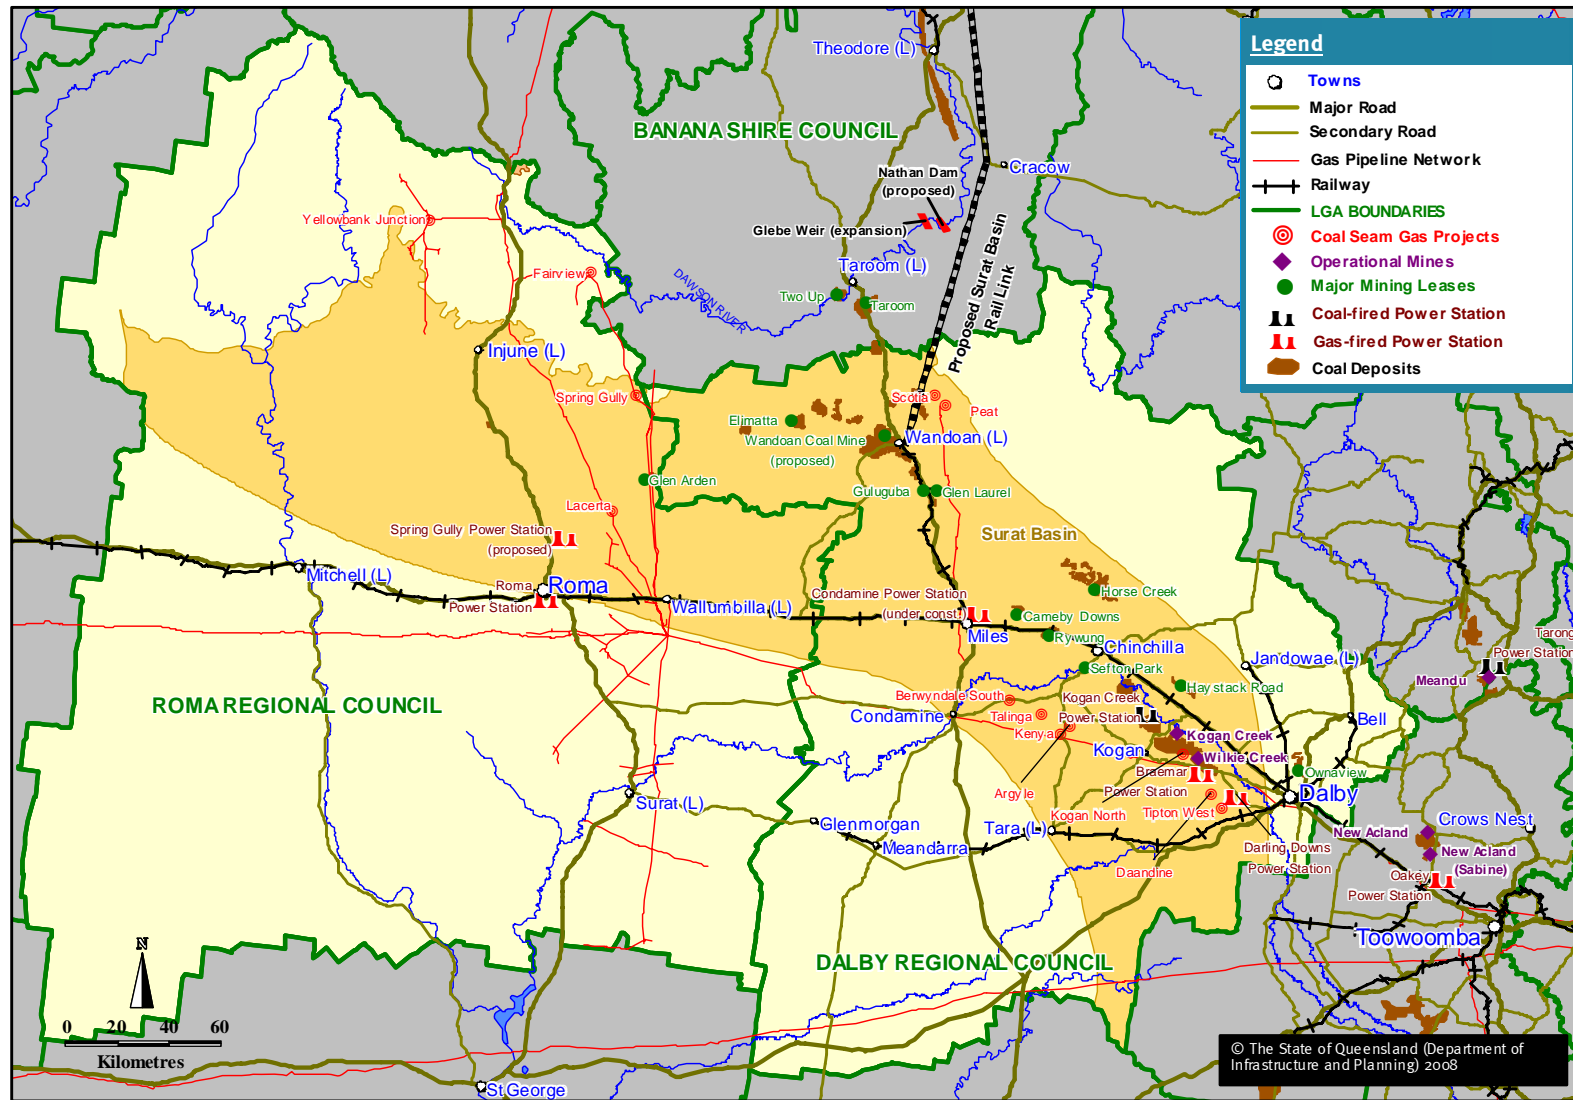 Theodore (L)
BANANA SHIRE COUNCIL
Nathan Dam
(proposed)
Cracow
Glebe Weir (expansion)
Taroom (L)
DAWSON RIVER
Two Up
Taroom
Proposed Surat Basin
Rail Link
Yellowbank Junction
Fairview
Injune (L)
Spring Gully
Scotia
Peat
Elimatta
Wandoan Coal Mine
(proposed)
Wandoan (L)
Glen Arden
Guluguba
Glen Laurel
Lacerta
Surat Basin
Spring Gully Power Station
(proposed)
Mitchell (L)
Roma
Roma
Power Station
Wallumbilla (L)
Condamine Power Station
(under const.)
Miles
Horse Creek
Cameby Downs
Rywung
Chinchilla
Sefton Park
Jandowae (L)
Haystack Road
Tarong
Power Station
Meandu
ROMA REGIONAL COUNCIL
Berwyndale South
Kogan Creek
Power Station
Condamine
Talinga
Kenya
Bell
Kogan
Kogan Creek
Wilkie Creek
Braemar
Power Station
Ownaview
Argyle
Dalby
Surat (L)
Kogan North
Tipton West
Glenmorgan
Tara (L)
Meandarra
Daandine
Darling Downs
Power Station
New Acland
Crows Nest
New Acland
(Sabine)
Oakey
Power Station
Toowoomba
DALBY REGIONAL COUNCIL
St George
N
0 20 40 60
Kilometres
Legend
Towns
Major Road
Secondary Road
Gas Pipeline Network
Railway
LGA BOUNDARIES
Coal Seam Gas Projects
Operational Mines
Major Mining Leases
Coal-fired Power Station
Gas-fired Power Station
Coal Deposits
© The State of Queensland (Department of
Infrastructure and Planning) 2008